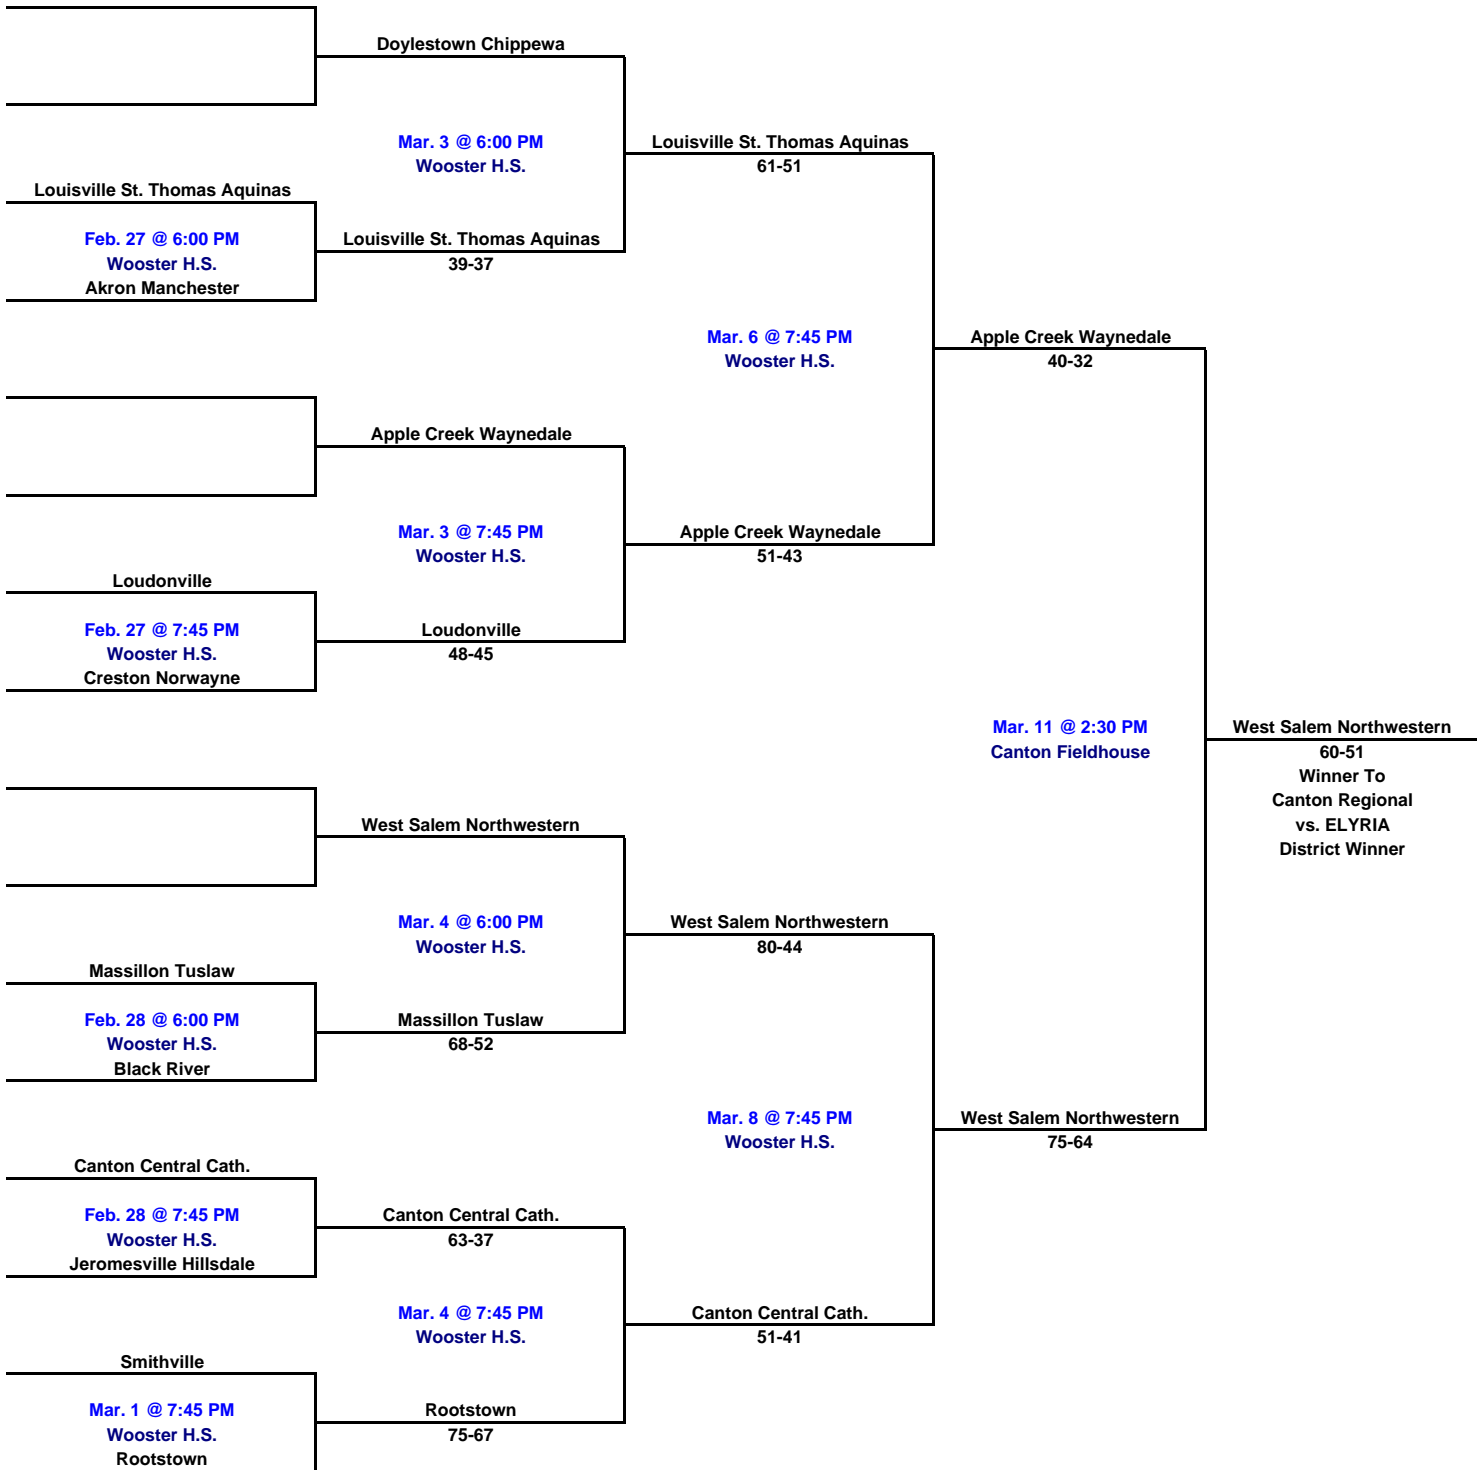 Doylestown Chippewa
Mar. 3 @ 6:00 PM
Wooster H.S.
Louisville St. Thomas Aquinas
61-51
Louisville St. Thomas Aquinas
Feb. 27 @ 6:00 PM
Wooster H.S.
Akron Manchester
Louisville St. Thomas Aquinas
39-37
Mar. 6 @ 7:45 PM
Wooster H.S.
Apple Creek Waynedale
40-32
Apple Creek Waynedale
Mar. 3 @ 7:45 PM
Wooster H.S.
Apple Creek Waynedale
51-43
Loudonville
Feb. 27 @ 7:45 PM
Wooster H.S.
Creston Norwayne
Loudonville
48-45
Mar. 11 @ 2:30 PM
Canton Fieldhouse
West Salem Northwestern
60-51
Winner To
Canton Regional
vs. ELYRIA
District Winner
West Salem Northwestern
Mar. 4 @ 6:00 PM
Wooster H.S.
West Salem Northwestern
80-44
Massillon Tuslaw
Feb. 28 @ 6:00 PM
Wooster H.S.
Black River
Massillon Tuslaw
68-52
Mar. 8 @ 7:45 PM
Wooster H.S.
West Salem Northwestern
75-64
Canton Central Cath.
Feb. 28 @ 7:45 PM
Wooster H.S.
Jeromesville Hillsdale
Canton Central Cath.
63-37
Mar. 4 @ 7:45 PM
Wooster H.S.
Canton Central Cath.
51-41
Smithville
Mar. 1 @ 7:45 PM
Wooster H.S.
Rootstown
Rootstown
75-67